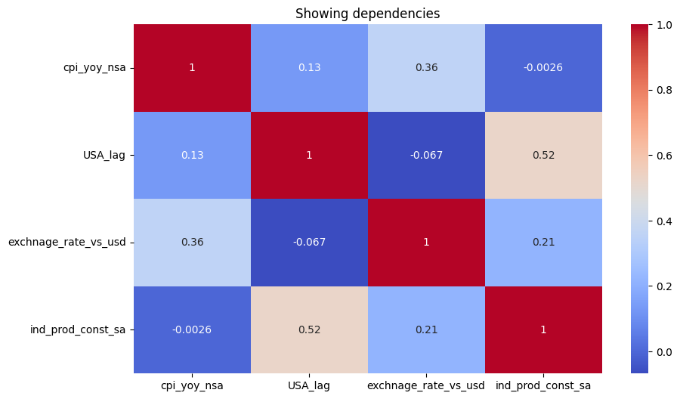 Showing dependencies
cpi_yoy_nsa 1 0.13 0.36 -0.0026
USA_lag 0.13 1 -0.067 0.52
exchnage_rate_vs_usd 0.36 -0.067 1 0.21
ind_prod_const_sa -0.0026 0.52 0.21 1
cpi_yoy_nsa USA_lag exchnage_rate_vs_usd ind_prod_const_sa
1.0
0.8
0.6
0.4
0.2
0.0